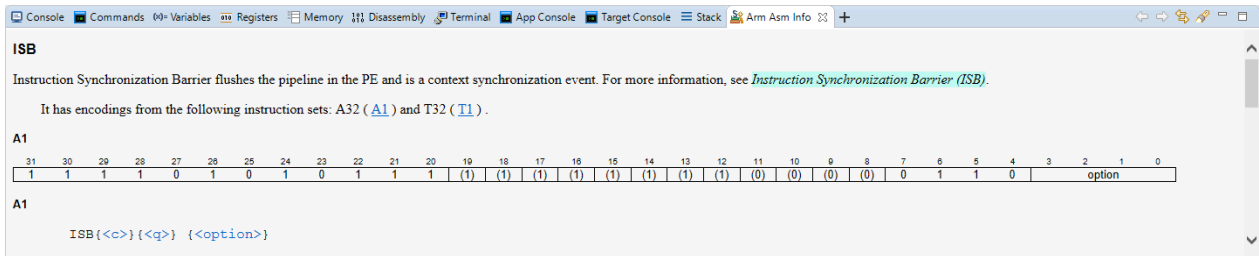 Console Commands (x)= Variables 1010 0101 Registers Memory Disassembly Terminal App Console Target Console Stack Arm Asm Info
ISB
Instruction Synchronization Barrier flushes the pipeline in the PE and is a context synchronization event. For more information, see Instruction Synchronization Barrier (ISB).
It has encodings from the following instruction sets: A32 ( A1 ) and T32 ( T1 ) .
A1
31 30 29 28 27 26 25 24 23 22 21 20 19 18 17 16 15 14 13 12 11 10 9 8 7 6 5 4 3 2 1 0
1 1 1 1 0 1 0 1 0 1 1 1 (1) (1) (1) (1) (1) (1) (1) (1) (0) (0) (0) (0) 0 1 1 0 option
A1
ISB{<c>}{<q>} {<option>}